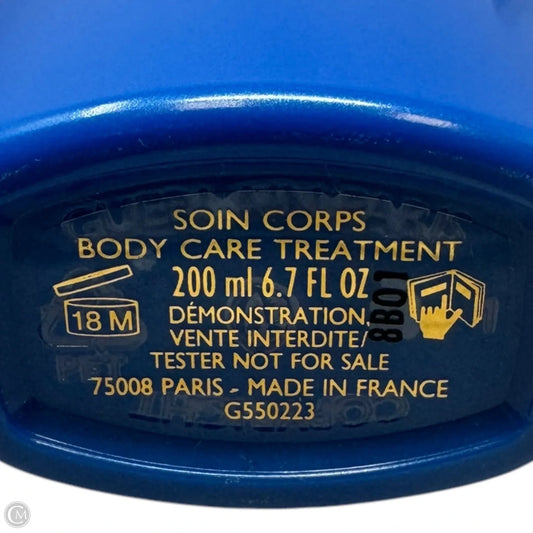 SOIN CORPS
BODY CARE TREATMENT
200 ml 6.7 FL OZ
18 M
8B01
DÉMONSTRATION,
VENTE INTERDITE/
TESTER NOT FOR SALE
75008 PARIS - MADE IN FRANCE
G550223
CM